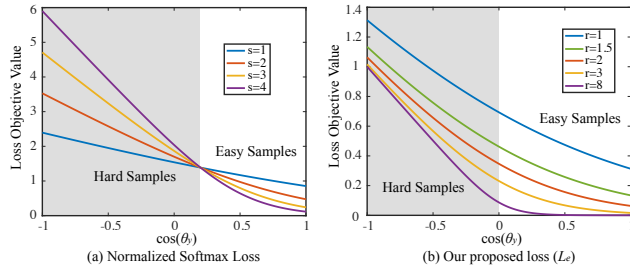 6
5
4
3
2
1
0
Loss Objective Value
s=1
s=2
s=3
s=4
Easy Samples
Hard Samples
-1
-0.5
0
0.5
1
cos(θy)
(a) Normalized Softmax Loss
1.4
1.2
1
0.8
0.6
0.4
0.2
0
Loss Objective Value
r=1
r=1.5
r=2
r=3
r=8
Easy Samples
Hard Samples
-1
-0.5
0
0.5
cos(θy)
(b) Our proposed loss (Le)